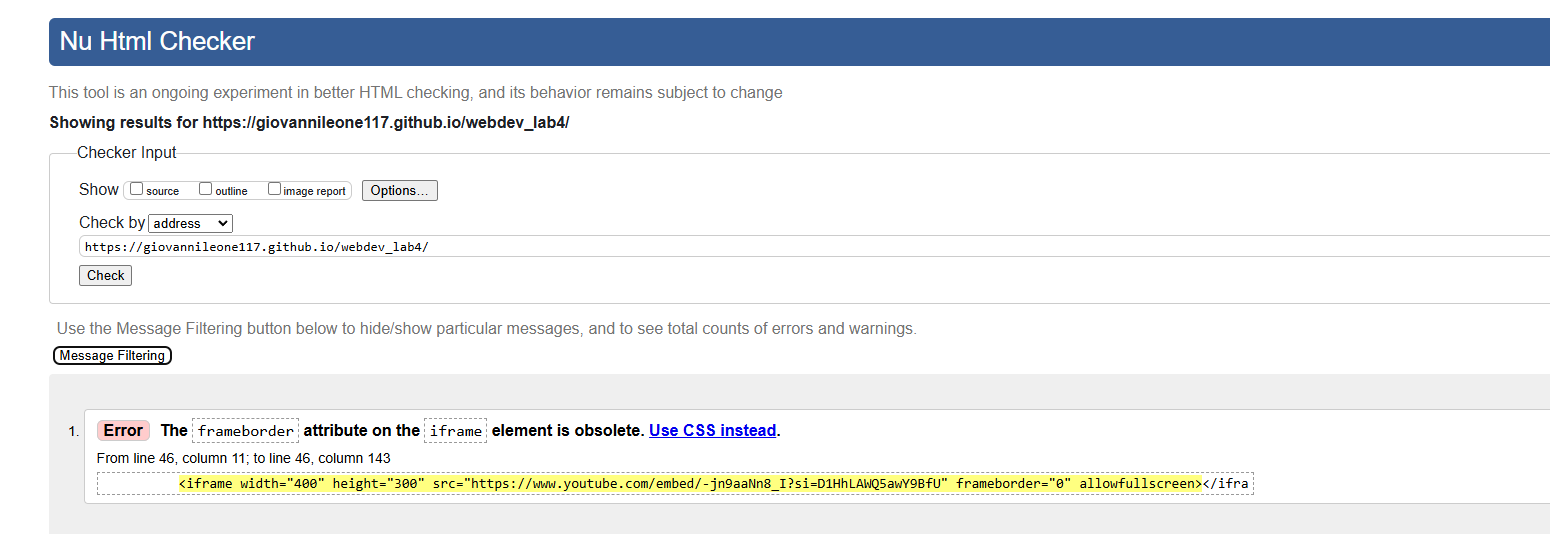 Nu Html Checker
This tool is an ongoing experiment in better HTML checking, and its behavior remains subject to change
Showing results for https://giovannileone117.github.io/webdev_lab4/
Checker Input
Show source outline image report Options...
Check by address
https://giovannileone117.github.io/webdev_lab4/
Check
Use the Message Filtering button below to hide/show particular messages, and to see total counts of errors and warnings.
Message Filtering
1. Error The frameborder attribute on the iframe element is obsolete. Use CSS instead.
From line 46, column 11; to line 46, column 143
<iframe width="400" height="300" src="https://www.youtube.com/embed/-jn9aaNn8_I?si=D1HhLAWQ5awY9BfU" frameborder="0" allowfullscreen></ifra